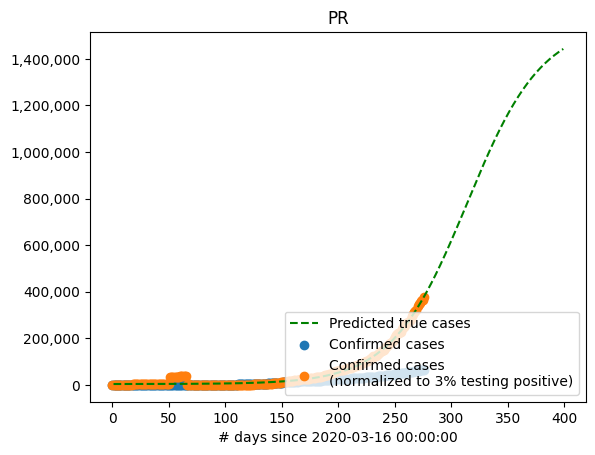 PR
1,400,000
1,200,000
1,000,000
800,000
600,000
400,000
200,000
0
Predicted true cases
Confirmed cases
Confirmed cases
(normalized to 3% testing positive)
0 50 100 150 200 250 300 350 400
# days since 2020-03-16 00:00:00